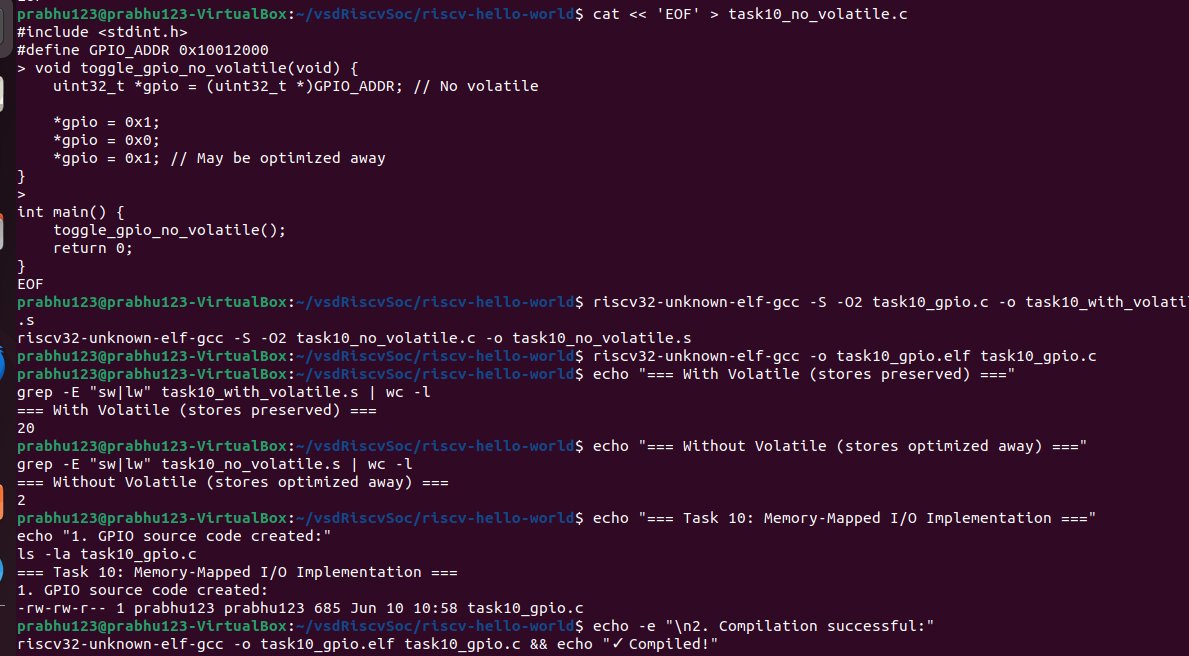 EOF
prabhu123@prabhu123-VirtualBox:~/vsdRiscvSoc/riscv-hello-world$ cat << 'EOF' > task10_no_volatile.c
#include <stdint.h>
#define GPIO_ADDR 0x10012000
> void toggle_gpio_no_volatile(void) {
    uint32_t *gpio = (uint32_t *)GPIO_ADDR; // No volatile

    *gpio = 0x1;
    *gpio = 0x0;
    *gpio = 0x1; // May be optimized away
}
>
int main() {
    toggle_gpio_no_volatile();
    return 0;
}
EOF
prabhu123@prabhu123-VirtualBox:~/vsdRiscvSoc/riscv-hello-world$ riscv32-unknown-elf-gcc -S -O2 task10_gpio.c -o task10_with_volatil
.s
riscv32-unknown-elf-gcc -S -O2 task10_no_volatile.c -o task10_no_volatile.s
prabhu123@prabhu123-VirtualBox:~/vsdRiscvSoc/riscv-hello-world$ riscv32-unknown-elf-gcc -o task10_gpio.elf task10_gpio.c
prabhu123@prabhu123-VirtualBox:~/vsdRiscvSoc/riscv-hello-world$ echo "=== With Volatile (stores preserved) ==="
grep -E "sw|lw" task10_with_volatile.s | wc -l
=== With Volatile (stores preserved) ===
20
prabhu123@prabhu123-VirtualBox:~/vsdRiscvSoc/riscv-hello-world$ echo "=== Without Volatile (stores optimized away) ==="
grep -E "sw|lw" task10_no_volatile.s | wc -l
=== Without Volatile (stores optimized away) ===
2
prabhu123@prabhu123-VirtualBox:~/vsdRiscvSoc/riscv-hello-world$ echo "=== Task 10: Memory-Mapped I/O Implementation ==="
echo "1. GPIO source code created:"
ls -la task10_gpio.c
=== Task 10: Memory-Mapped I/O Implementation ===
1. GPIO source code created:
-rw-rw-r-- 1 prabhu123 prabhu123 685 Jun 10 10:58 task10_gpio.c
prabhu123@prabhu123-VirtualBox:~/vsdRiscvSoc/riscv-hello-world$ echo -e "\n2. Compilation successful:"
riscv32-unknown-elf-gcc -o task10_gpio.elf task10_gpio.c && echo "✓ Compiled!"